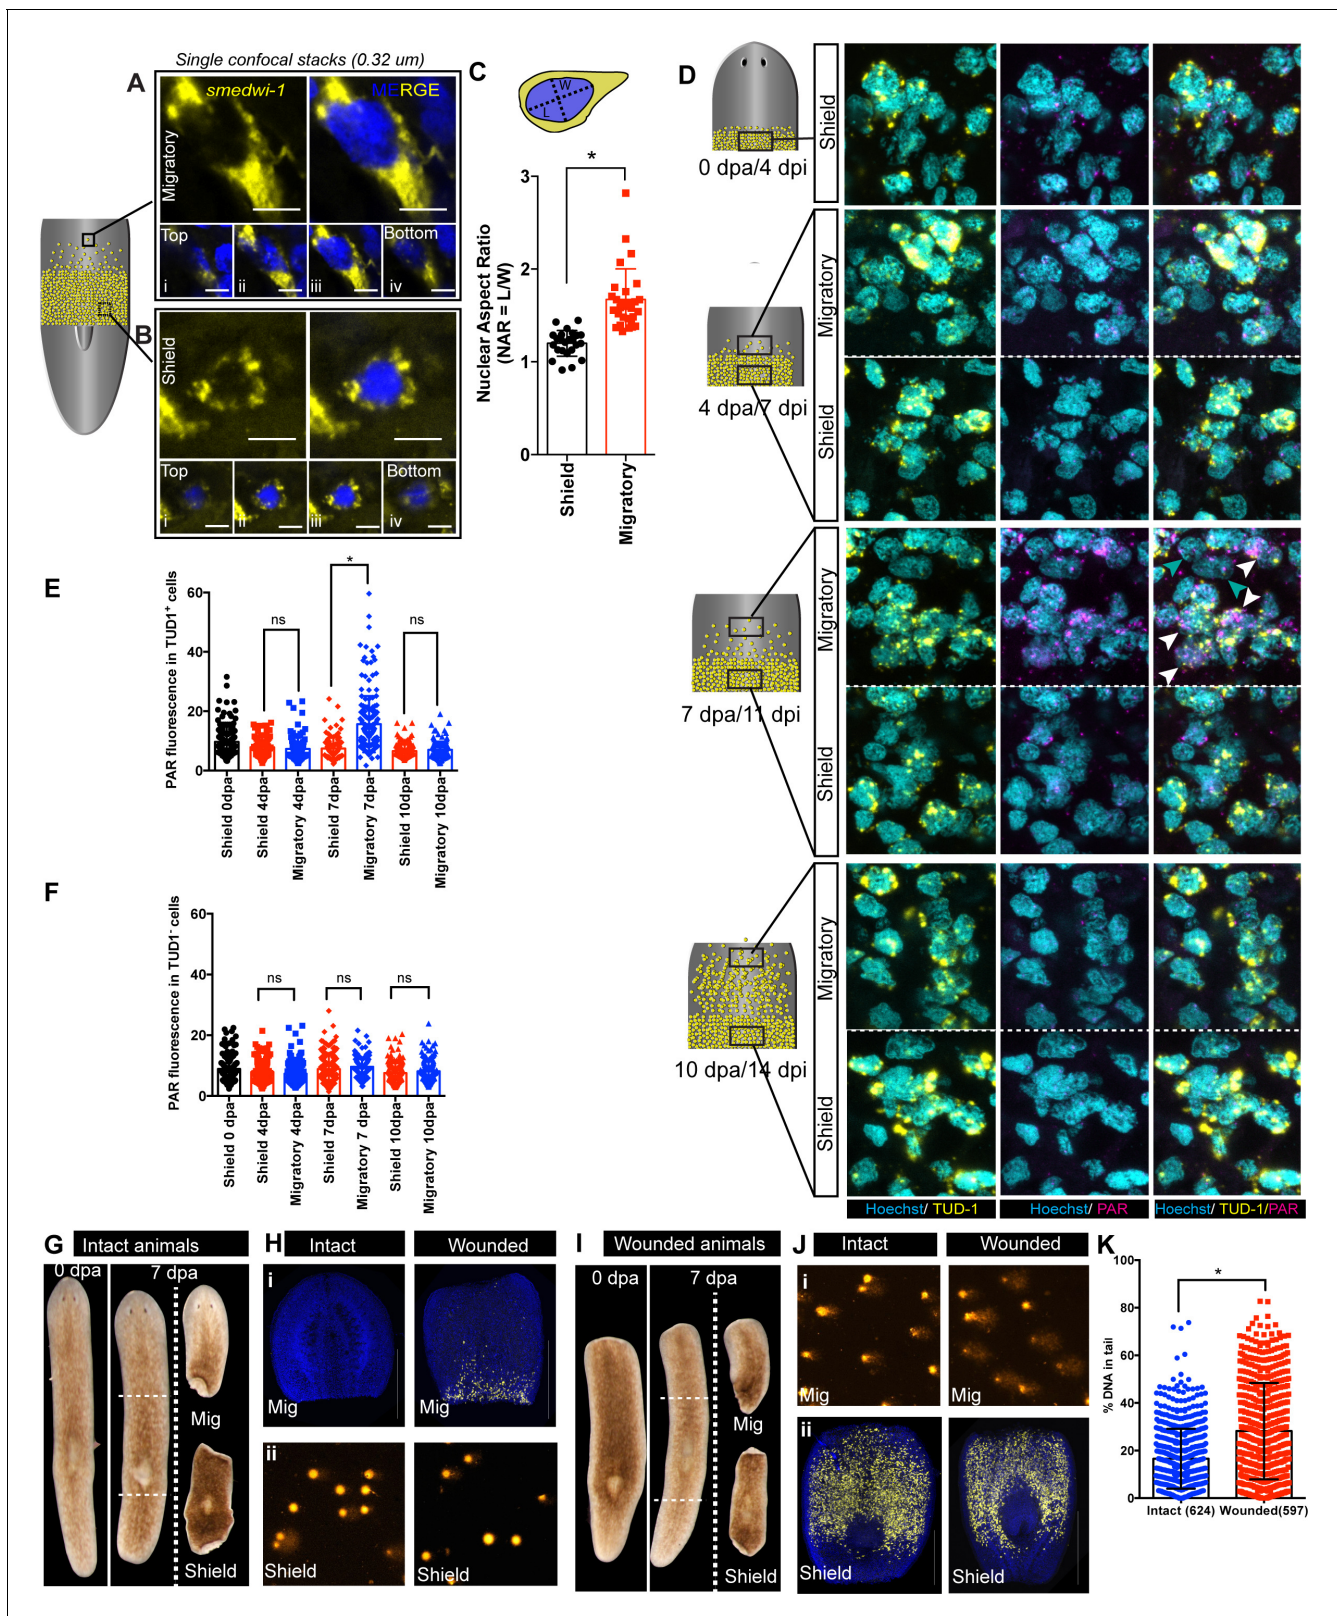 Single confocal stacks (0.32 um)
A
smedwi-1
MERGE
Migratory
Top
Bottom
i
ii
iii
iv
B
Shield
Top
Bottom
i
ii
iii
iv
C
W
L
*
Nuclear Aspect Ratio
(NAR = L/W)
3
2
1
0
Shield
Migratory
D
0 dpa/4 dpi
Shield
4 dpa/7 dpi
Migratory
Shield
7 dpa/11 dpi
Migratory
Shield
10 dpa/14 dpi
Migratory
Shield
Hoechst/ TUD-1
Hoechst/ PAR
Hoechst/ TUD-1/PAR
E
PAR fluorescence in TUD1+ cells
60
40
20
0
ns
*
ns
Shield 0dpa
Shield 4dpa
Migratory 4dpa
Shield 7dpa
Migratory 7dpa
Shield 10dpa
Migratory 10dpa
F
PAR fluorescence in TUD1- cells
60
40
20
0
ns
ns
ns
Shield 0 dpa
Shield 4dpa
Migratory 4dpa
Shield 7dpa
Migratory 7 dpa
Shield 10dpa
Migratory 10dpa
G
Intact animals
0 dpa
7 dpa
Mig
Shield
H
Intact
Wounded
i
Mig
Mig
ii
Shield
Shield
I
Wounded animals
0 dpa
7 dpa
Mig
Shield
J
Intact
Wounded
i
Mig
Mig
ii
Shield
Shield
K
% DNA in tail
100
80
60
40
20
0
*
Intact (624)
Wounded(597)